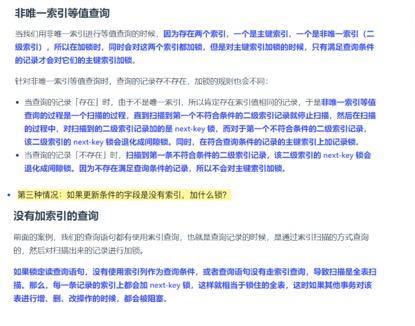 非唯一索引等值查询
当我们用非唯一索引进行等值查询的时候，因为存在两个索引，一个是主键索引，一个是非唯一索引（二
级索引），所以在加锁时，同时会对这两个索引都加锁，但是对主键索引加锁的时候，只有满足查询条件
的记录才会对它们的主键索引加锁。
针对非唯一索引等值查询时，查询的记录存不存在，加锁的规则也会不同：
当查询的记录「存在」时，由于不是唯一索引，所以肯定存在索引值相同的记录，于是非唯一索引等值
查询的过程是一个扫描的过程，直到扫描到第一个不符合条件的二级索引记录就停止扫描，然后在扫描
的过程中，对扫描到的二级索引记录加的是 next-key 锁，而对于第一个不符合条件的二级索引记录，
该二级索引的 next-key 锁会退化成间隙锁。同时，在符合查询条件的记录的主键索引上加记录锁。
当查询的记录「不存在」时，扫描到第一条不符合条件的二级索引记录，该二级索引的 next-key 锁会
退化成间隙锁。因为不存在满足查询条件的记录，所以不会对主键索引加锁。
第三种情况：如果更新条件的字段是没有索引，加什么锁？
没有加索引的查询
前面的案例，我们的查询语句都有使用索引查询，也就是查询记录的时候，是通过索引扫描的方式查询
的，然后对扫描出来的记录进行加锁。
如果锁定读查询语句，没有使用索引列作为查询条件，或者查询语句没有走索引查询，导致扫描是全表扫
描。那么，每一条记录的索引上都会加 next-key 锁，这样就相当于锁住的全表，这时如果其他事务对该
表进行增、删、改操作的时候，都会被阻塞。